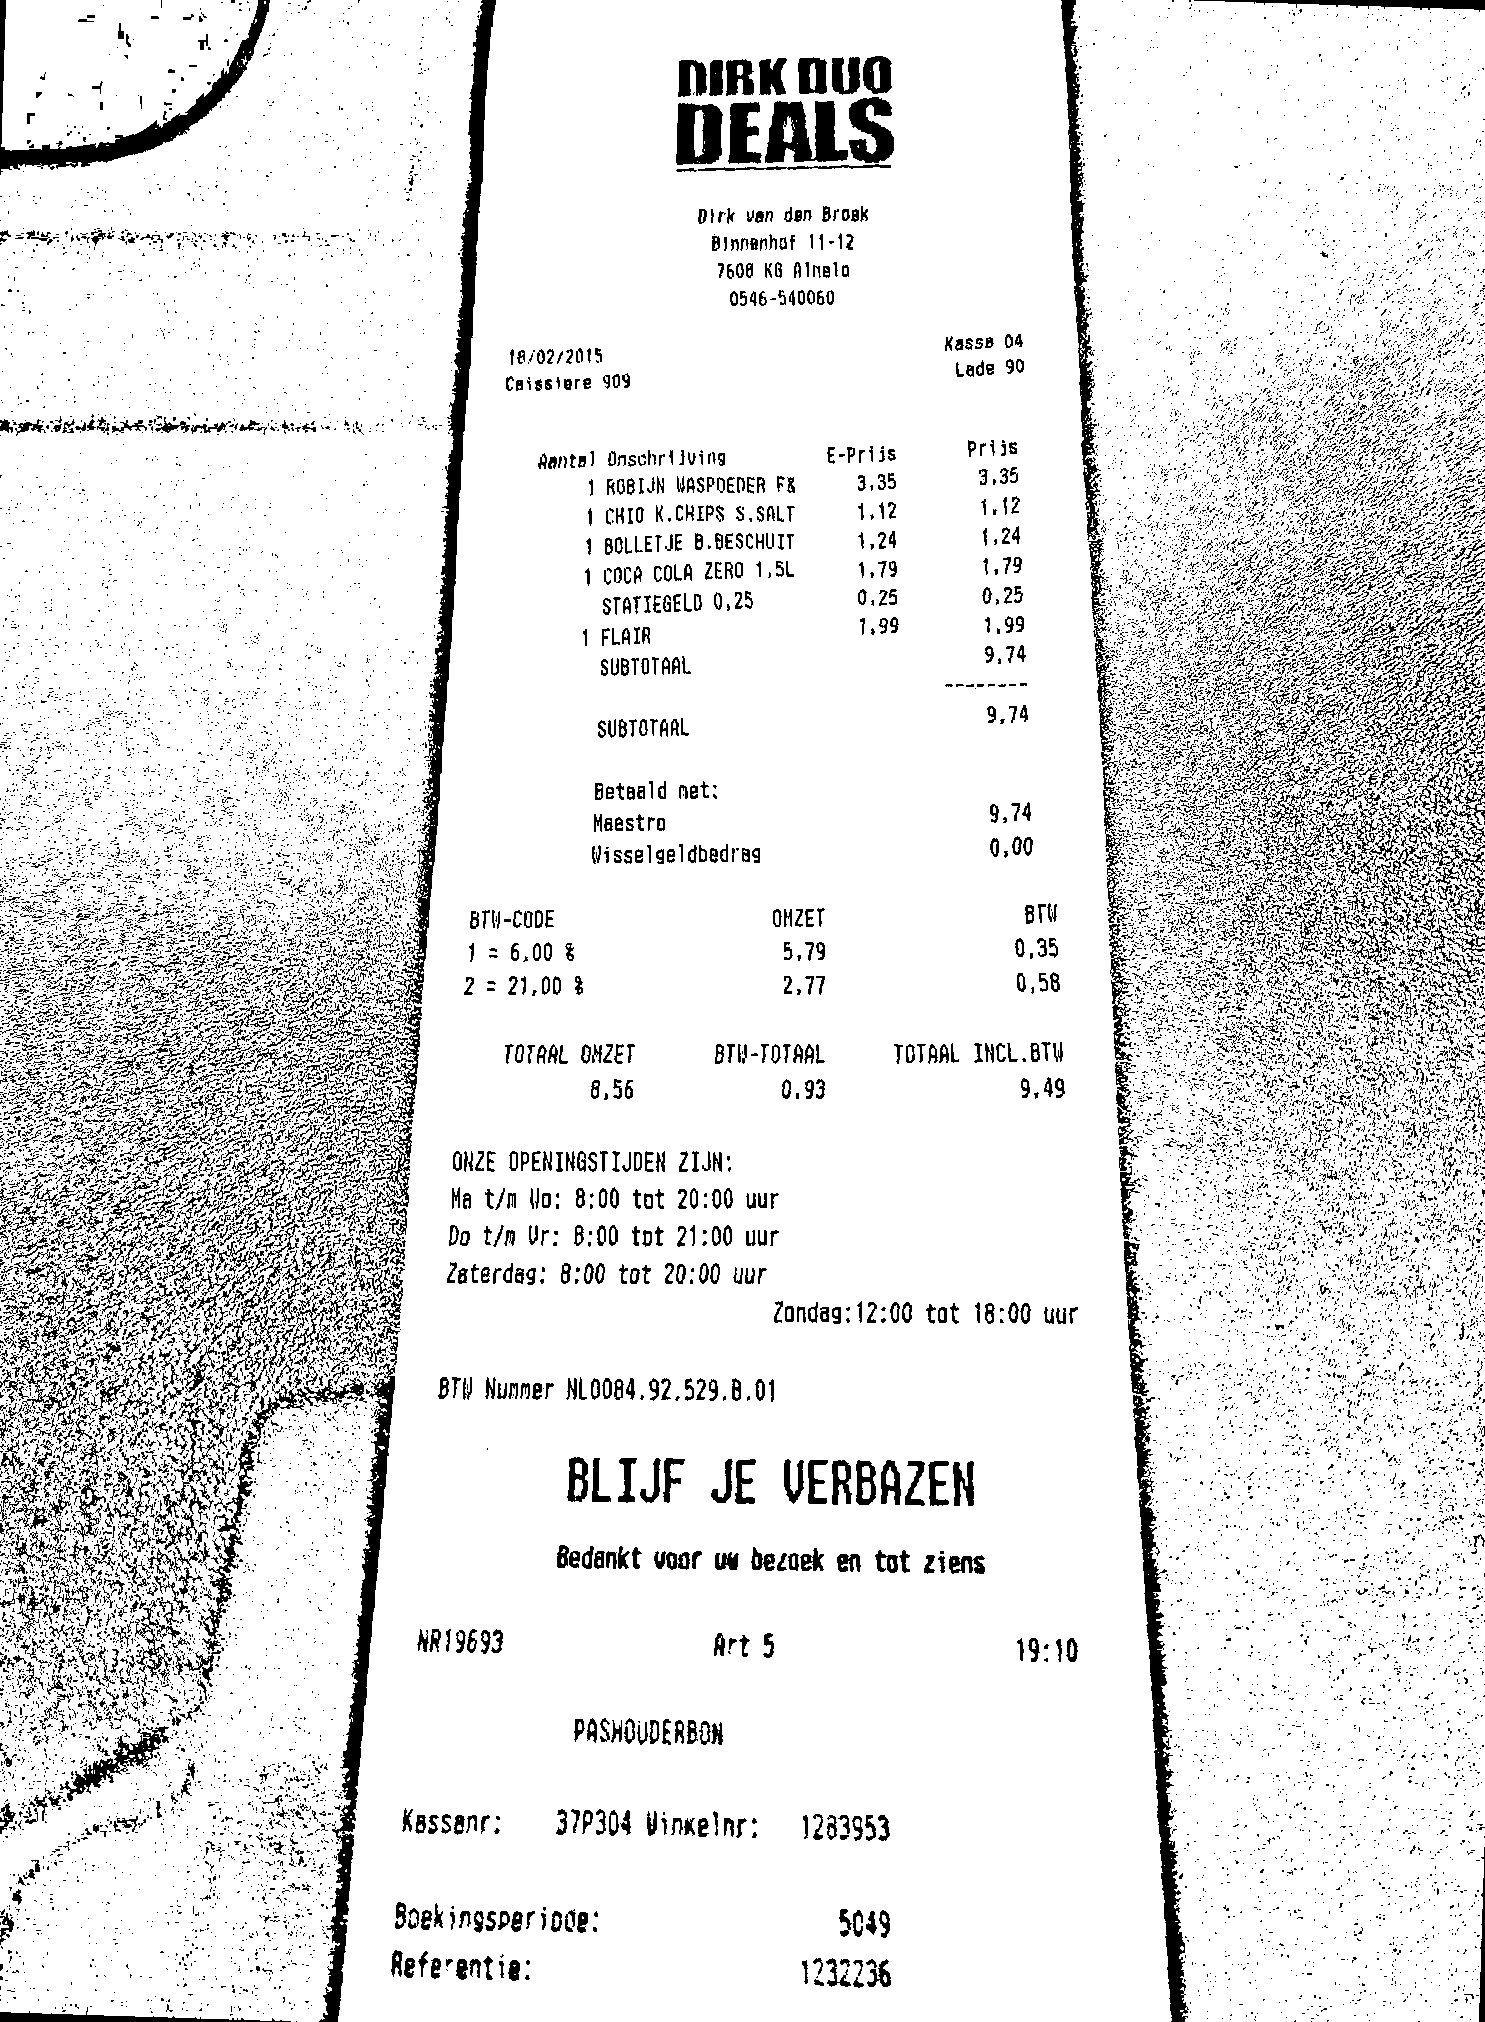 DIRK DUO
DEALS
Dirk van den Broek
Binnenhof 11-12
7608 KG Almelo
0546-540060
18/02/2015 Kassa 04
Caissiere 909 Lade 90
Aantal Omschrijving E-Prijs Prijs
1 ROBIJN WASPOEDER F& 3,35 3,35
1 CHIO K.CHIPS S.SALT 1,12 1,12
1 BOLLETJE B.BESCHUIT 1,24 1,24
1 COCA COLA ZERO 1,5L 1,79 1,79
STATIEGELD 0,25 0,25 0,25
1 FLAIR 1,99 1,99
SUBTOTAAL 9,74
--------
SUBTOTAAL 9,74
Betaald met:
Maestro 9,74
Wisselgeldbedrag 0,00
BTW-CODE OMZET BTW
1 = 6,00 % 5,79 0,35
2 = 21,00 % 2,77 0,58
TOTAAL OMZET BTW-TOTAAL TOTAAL INCL.BTW
8,56 0,93 9,49
ONZE OPENINGSTIJDEN ZIJN:
Ma t/m Wo: 8:00 tot 20:00 uur
Do t/m Vr: 8:00 tot 21:00 uur
Zaterdag: 8:00 tot 20:00 uur
Zondag:12:00 tot 18:00 uur
BTW Nummer NL0084.92.529.B.01
BLIJF JE VERBAZEN
Bedankt voor uw bezoek en tot ziens
NR19693 Art 5 19:10
PASHOUDERBON
Kassanr: 37P304 Winkelnr: 1283953
Boekingsperiode: 5049
Referentie: 1232236